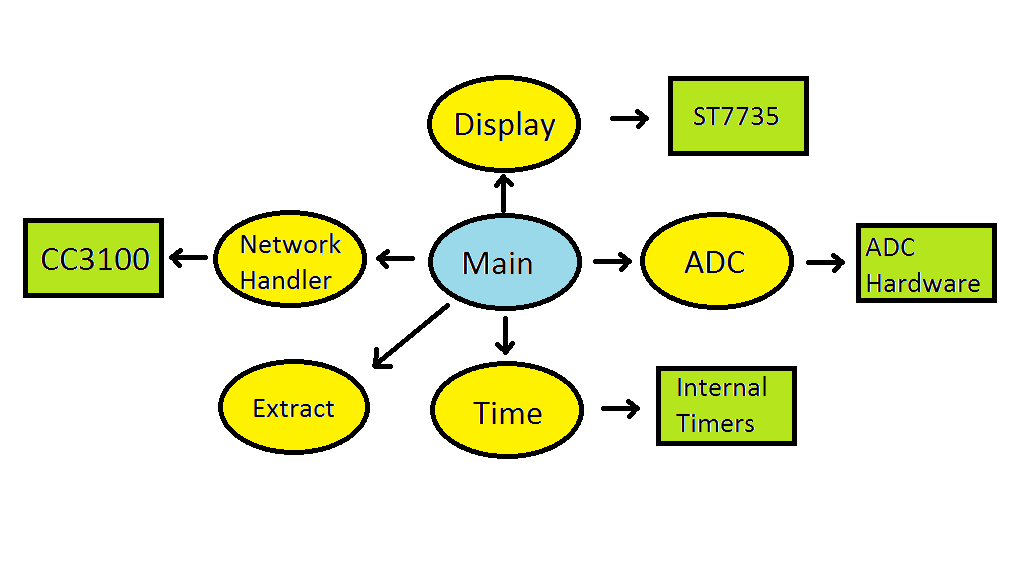 Display
ST7735
CC3100
Network
Handler
Main
ADC
ADC
Hardware
Extract
Time
Internal
Timers